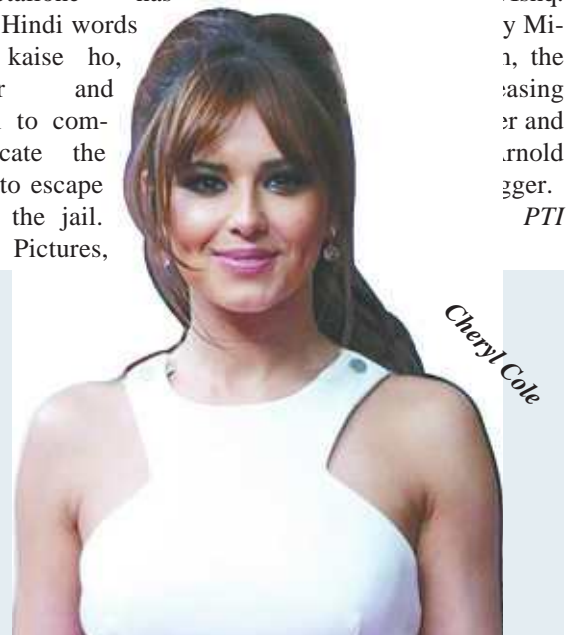 has
Hindi words
kaise ho,
and
to com-
cate the
to escape
the jail.
Pictures,
y Mi-
the
easing
er and
rnold
gger.
PTI
Cheryl Cole